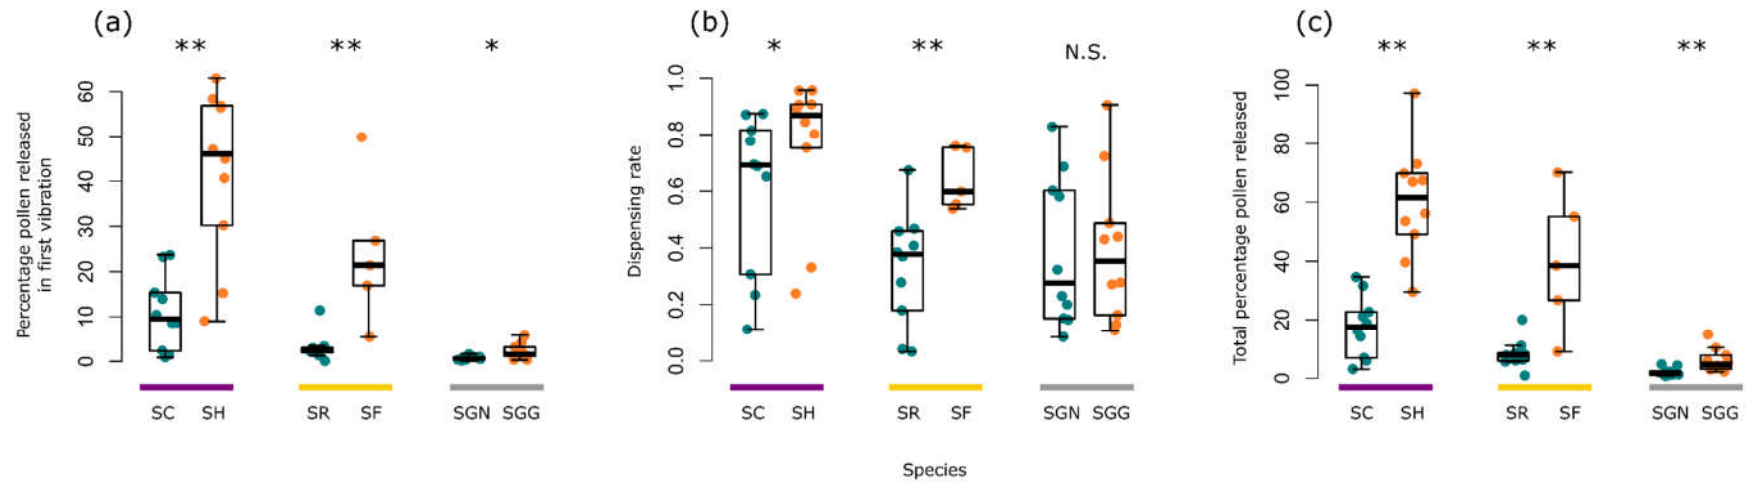 (a)
** ** *
Percentage pollen released
in first vibration
60
50
40
30
20
10
0
SC SH SR SF SGN SGG
(b)
* ** N.S.
Dispensing rate
1.0
0.8
0.6
0.4
0.2
0.0
SC SH SR SF SGN SGG
Species
(c)
** ** **
Total percentage pollen released
100
80
60
40
20
0
SC SH SR SF SGN SGG